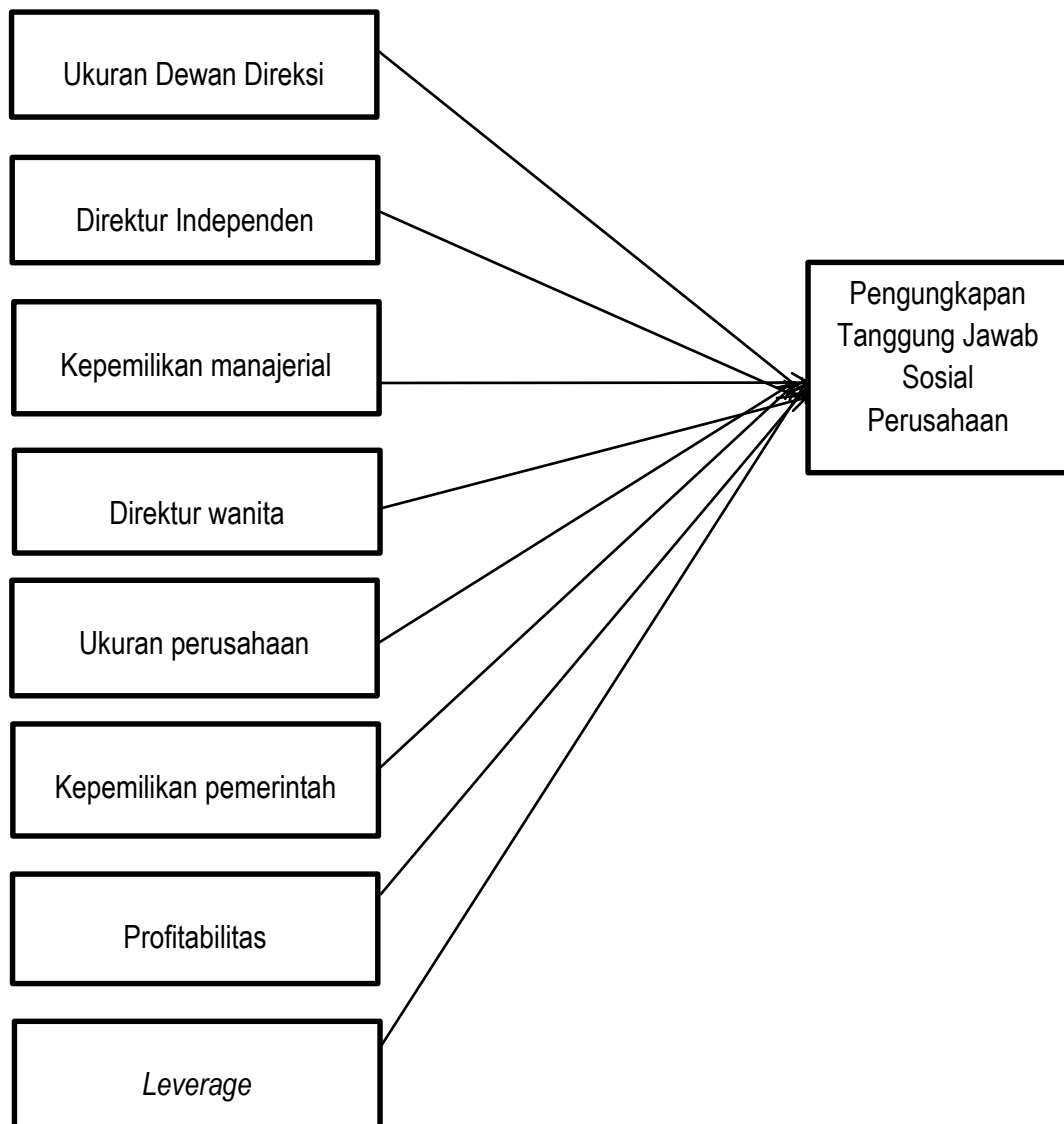 Ukuran Dewan Direksi
Direktur Independen
Kepemilikan manajerial
Direktur wanita
Ukuran perusahaan
Kepemilikan pemerintah
Profitabilitas
Leverage
Pengungkapan
Tanggung Jawab
Sosial
Perusahaan